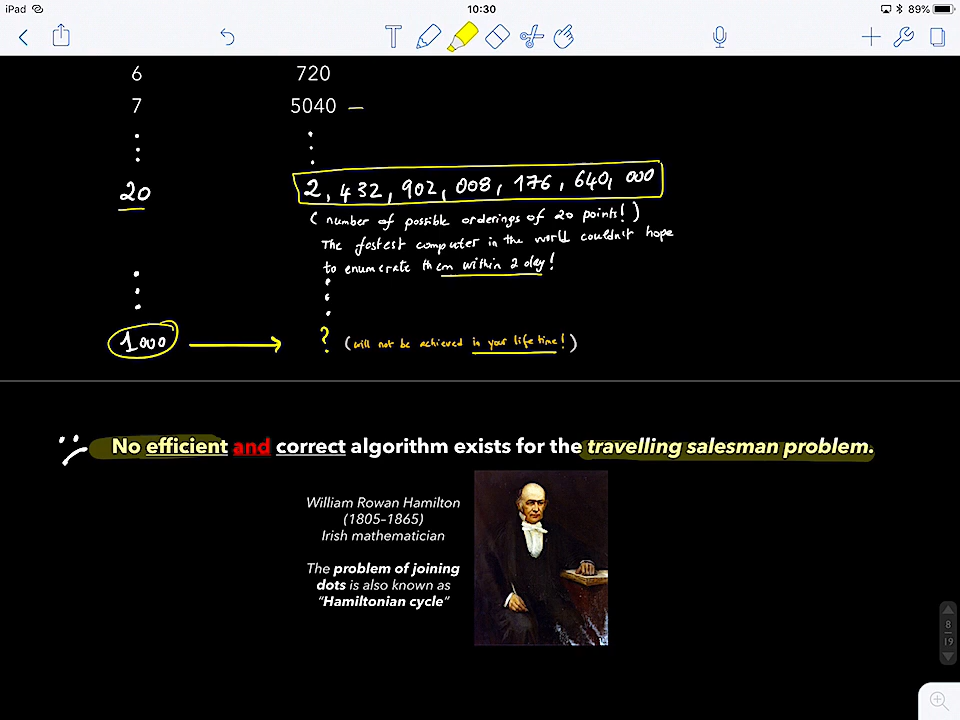 iPad
10:30
89%
T
6 720
7 5040 –
20 2, 432, 902, 008, 176, 640, 000
( number of possible orderings of 20 points! )
The fastest computer in the world couldn't hope
to enumerate them within 2 day!
1000 ? (will not be achieved in your life time!)
No efficient and correct algorithm exists for the travelling salesman problem.
William Rowan Hamilton
(1805–1865)
Irish mathematician
The problem of joining
dots is also known as
“Hamiltonian cycle”
8
19